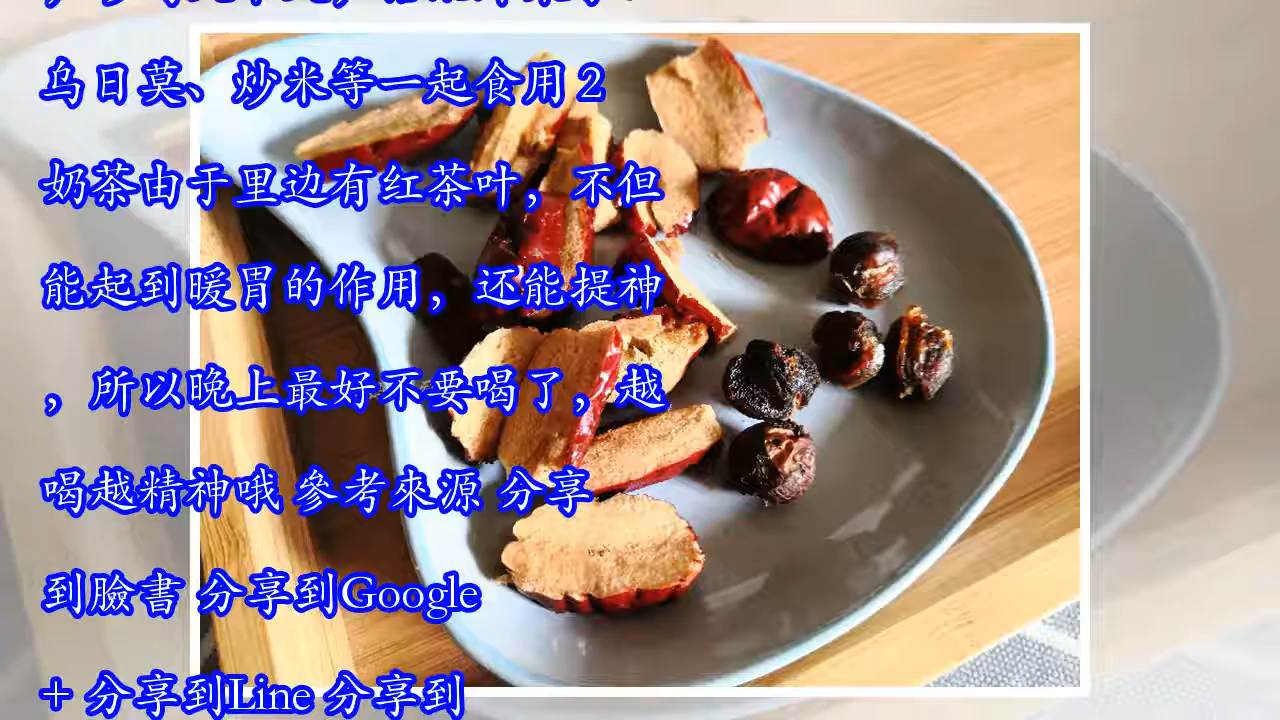 乌日莫、炒米等一起食用 2
奶茶由于里边有红茶叶，不但
能起到暖胃的作用，还能提神
，所以晚上最好不要喝了，越
喝越精神哦 參考來源 分享
到臉書 分享到Google
+ 分享到Line 分享到